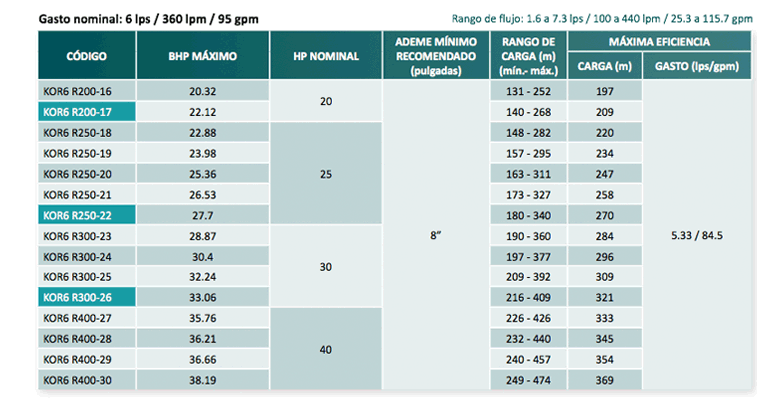 Gasto nominal: 6 lps / 360 lpm / 95 gpm
Rango de flujo: 1.6 a 7.3 lps / 100 a 440 lpm / 25.3 a 115.7 gpm
CÓDIGO BHP MÁXIMO HP NOMINAL ADEME MÍNIMO RECOMENDADO (pulgadas) RANGO DE CARGA (m) (mín.- máx.) MÁXIMA EFICIENCIA
CARGA (m) GASTO (lps/gpm)
KOR6 R200-16 20.32 20 8” 131 - 252 197 5.33 / 84.5
KOR6 R200-17 22.12 140 - 268 209
KOR6 R250-18 22.88 25 148 - 282 220
KOR6 R250-19 23.98 157 - 295 234
KOR6 R250-20 25.36 163 - 311 247
KOR6 R250-21 26.53 173 - 327 258
KOR6 R250-22 27.7 180 - 340 270
KOR6 R300-23 28.87 30 190 - 360 284
KOR6 R300-24 30.4 197 - 377 296
KOR6 R300-25 32.24 209 - 392 309
KOR6 R300-26 33.06 216 - 409 321
KOR6 R400-27 35.76 40 226 - 426 333
KOR6 R400-28 36.21 232 - 440 345
KOR6 R400-29 36.66 240 - 457 354
KOR6 R400-30 38.19 249 - 474 369